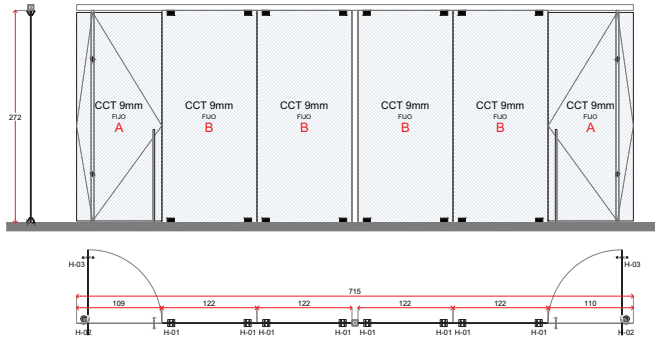 CCT 9mm
FIJO
A
CCT 9mm
FIJO
B
CCT 9mm
FIJO
B
CCT 9mm
FIJO
B
CCT 9mm
FIJO
B
CCT 9mm
FIJO
A
272
H-03
H-03
715
109
122
122
122
122
110
H-02
H-01
H-01
H-01
H-01
H-01
H-01
H-01
H-01
H-02